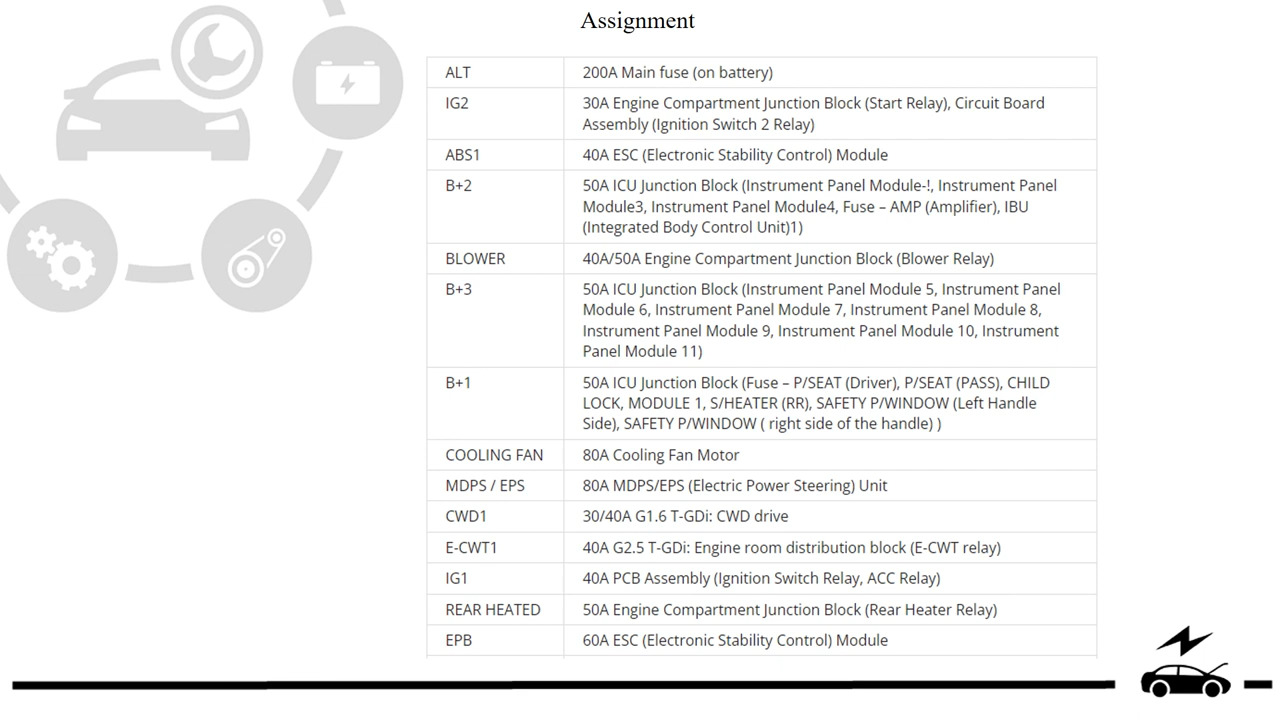 Assignment
ALT 200A Main fuse (on battery)
IG2 30A Engine Compartment Junction Block (Start Relay), Circuit Board
Assembly (Ignition Switch 2 Relay)
ABS1 40A ESC (Electronic Stability Control) Module
B+2 50A ICU Junction Block (Instrument Panel Module-!, Instrument Panel
Module3, Instrument Panel Module4, Fuse – AMP (Amplifier), IBU
(Integrated Body Control Unit)1)
BLOWER 40A/50A Engine Compartment Junction Block (Blower Relay)
B+3 50A ICU Junction Block (Instrument Panel Module 5, Instrument Panel
Module 6, Instrument Panel Module 7, Instrument Panel Module 8,
Instrument Panel Module 9, Instrument Panel Module 10, Instrument
Panel Module 11)
B+1 50A ICU Junction Block (Fuse – P/SEAT (Driver), P/SEAT (PASS), CHILD
LOCK, MODULE 1, S/HEATER (RR), SAFETY P/WINDOW (Left Handle
Side), SAFETY P/WINDOW ( right side of the handle) )
COOLING FAN 80A Cooling Fan Motor
MDPS / EPS 80A MDPS/EPS (Electric Power Steering) Unit
CWD1 30/40A G1.6 T-GDi: CWD drive
E-CWT1 40A G2.5 T-GDi: Engine room distribution block (E-CWT relay)
IG1 40A PCB Assembly (Ignition Switch Relay, ACC Relay)
REAR HEATED 50A Engine Compartment Junction Block (Rear Heater Relay)
EPB 60A ESC (Electronic Stability Control) Module